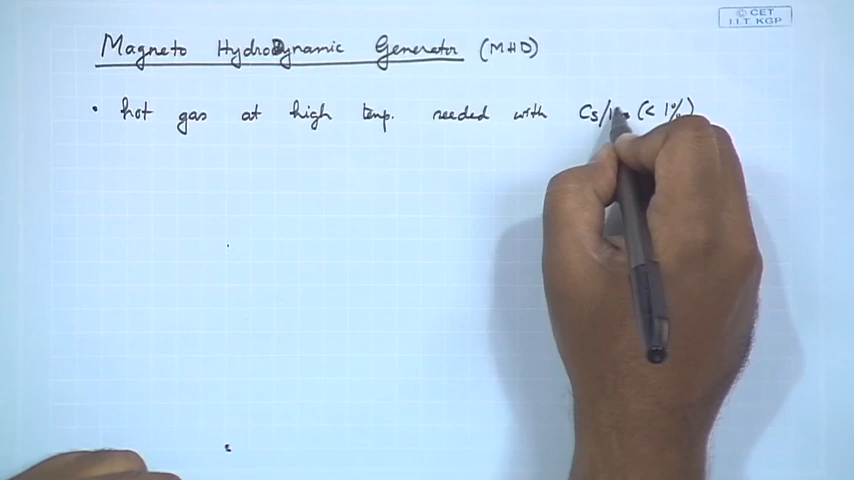 © CET
I.I.T. KGP
Magneto HydroDynamic Generator (MHD)
• hot gas at high temp. needed with Cs/ (< 1%)